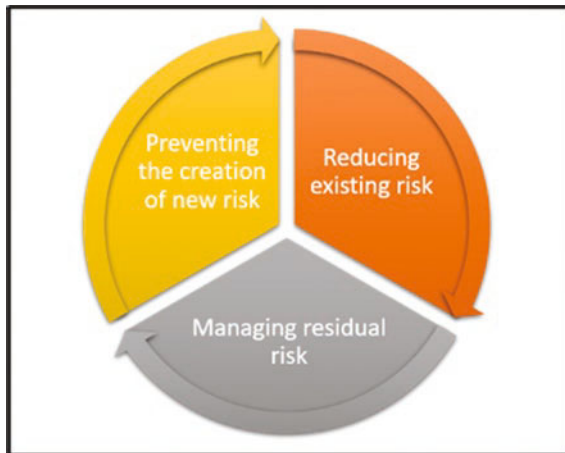 Preventing
the creation
of new risk
Reducing
existing risk
Managing residual
risk